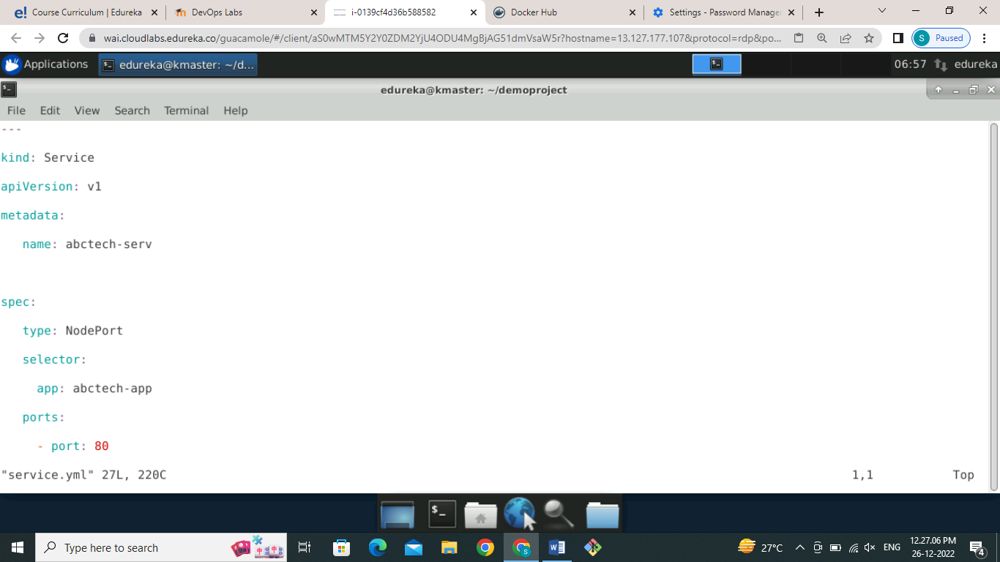 Course Curriculum | Edureka
DevOps Labs
i-0139cf4d36b588582
Docker Hub
Settings - Password Manage
wai.cloudlabs.edureka.co/guacamole/#/client/aS0wMTM5Y2Y0ZDM2YjU4ODU4MgBjAG51dmVsaW5r?hostname=13.127.177.107&protocol=rdp&po...
S Paused
Applications
edureka@kmaster: ~/d...
06:57
edureka
edureka@kmaster: ~/demoproject
File Edit View Search Terminal Help
---
kind: Service
apiVersion: v1
metadata:
name: abctech-serv
spec:
type: NodePort
selector:
app: abctech-app
ports:
- port: 80
"service.yml" 27L, 220C
1,1
Top
Type here to search
27°C
ENG
12.27.06 PM
26-12-2022
4